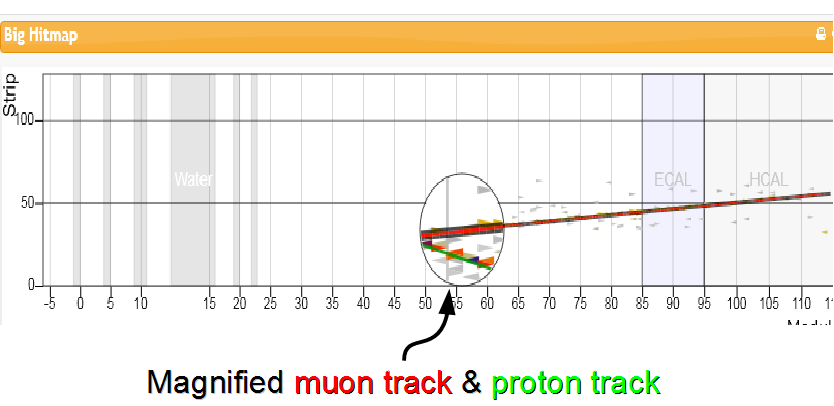 Big Hitmap
Strip
100
50
0
Water
ECAL
HCAL
-5 0 5 10 15 20 25 30 35 40 45 50 55 60 65 70 75 80 85 90 95 100 105 110
Magnified muon track & proton track